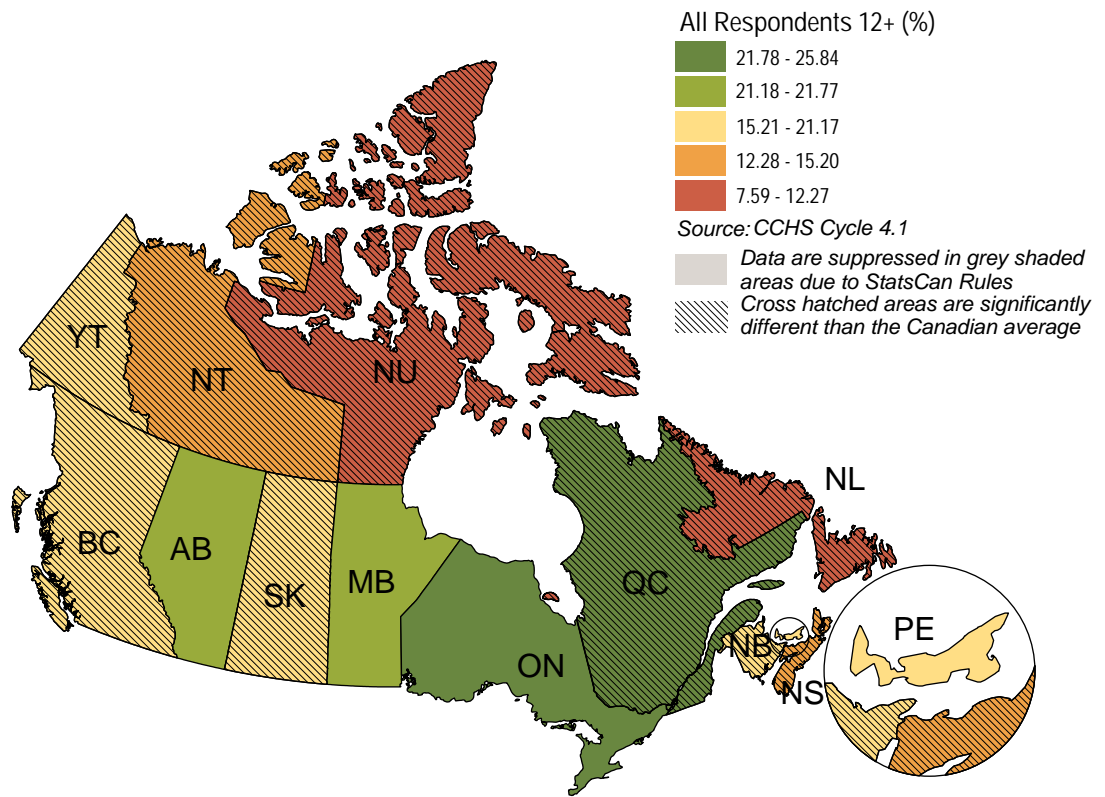 All Respondents 12+ (%)
21.78 - 25.84
21.18 - 21.77
15.21 - 21.17
12.28 - 15.20
7.59 - 12.27
Source: CCHS Cycle 4.1
Data are suppressed in grey shaded
areas due to StatsCan Rules
Cross hatched areas are significantly
different than the Canadian average
YT
NT
NU
NL
BC
AB
SK
MB
QC
ON
NB
NS
PE